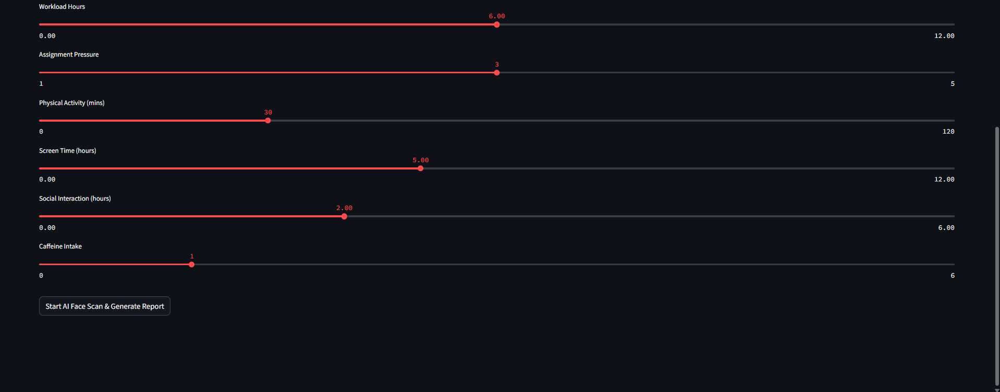 Workload Hours
6.00
0.00 12.00
Assignment Pressure
3
1 5
Physical Activity (mins)
30
0 120
Screen Time (hours)
5.00
0.00 12.00
Social Interaction (hours)
2.00
0.00 6.00
Caffeine Intake
1
0 6
Start AI Face Scan & Generate Report